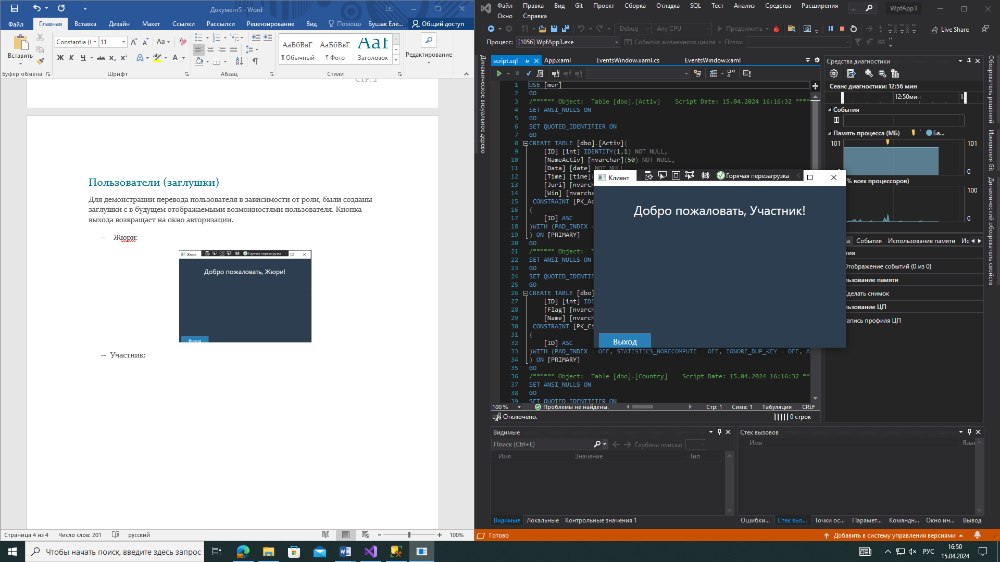 Документ5 - Word
Файл
Главная
Вставка
Дизайн
Макет
Ссылки
Рассылки
Рецензирование
Вид
Помощн
Бушак Еле...
Общий доступ
Вставить
Constantia (
11
Aa
Ж К Ч abc x₂ x²
АаБбВвГ
¶ Обычный
АаБбВвГ
¶ Фото
Заголовок
Редактирование
Буфер обмена
Шрифт
Абзац
Стили
СТР. 2
Пользователи (заглушки)
Для демонстрации перевода пользователя в зависимости от роли, были созданы
заглушки с в будущем отображаемыми возможностями пользователя. Кнопка
выхода возвращает на окно авторизации.
– Жюри:
Жюри
Горячая перезагрузка
Добро пожаловать, Жюри!
Выход
-- Участник:
Страница 4 из 4
Число слов: 201
русский
100%
Файл
Правка
Вид
Git
Проект
Сборка
Отладка
SQL
Тест
Анализ
Средства
Расширения
...
WpfApp3
Окно
Справка
Debug
Any CPU
Продолжить
Live Share
Процесс:
[1056] WpfApp3.exe
События жизненного цикла
Поток:
Динамическое визуальное дерево
script.sql
App.xaml
EventsWindow.xaml.cs
EventsWindow.xaml
1 USE [mer]
2 GO
3 /****** Object:  Table [dbo].[Activ]    Script Date: 15.04.2024 16:16:32 *****
4 SET ANSI_NULLS ON
5 GO
6 SET QUOTED_IDENTIFIER ON
7 GO
8 CREATE TABLE [dbo].[Activ](
9 [ID] [int] IDENTITY(1,1) NOT NULL,
10 [NameActiv] [nvarchar](50) NOT NULL,
11 [Data] [date] NOT NULL,
12 [Time] [time](
13 [Juri] [nvarc
14 [Win] [nvarcha
15 CONSTRAINT [PK_Ac
16 (
17 [ID] ASC
18 )WITH (PAD_INDEX =
19 ) ON [PRIMARY]
20 GO
21 /****** Object:  T
22 SET ANSI_NULLS ON
23 GO
24 SET QUOTED_IDENTIF
25 GO
26 CREATE TABLE [dbo]
27 [ID] [int] IDE
28 [Flag] [nvarch
29 [Name] [nvarch
30 CONSTRAINT [PK_Ci
31 (
32 [ID] ASC
33 )WITH (PAD_INDEX = OFF, STATISTICS_NORECOMPUTE = OFF, IGNORE_DUP_KEY = OFF, A
34 ) ON [PRIMARY]
35 GO
36 /****** Object:  Table [dbo].[Country]    Script Date: 15.04.2024 16:16:32 **
37 SET ANSI_NULLS ON
38 GO
39 SET QUOTED_IDENTIFIER ON
100 %
Проблемы не найдены.
Стр: 1
Симв: 1
Табуляция
CRLF
Отключено.
0 строк
Клиент
Горячая перезагрузка
Добро пожаловать, Участник!
Выход
Средства диагностики
Сеанс диагностики: 12:56 мин
12:50мин
События
Память процесса (МБ)
Ба...
101
101
0
(% всех процессоров)
100
0
События
Использование памяти
Ис
Отображение событий (0 из 0)
льзование памяти
Сделать снимок
льзование ЦП
Запись профиля ЦП
Обозреватель решений
Изменения Git
Динамический обозреватель свойств
Видимые
Поиск (Ctrl+E)
Глубина поиска:
Имя
Значение
Тип
Видимые
Локальные
Контрольные значения 1
Стек вызовов
Имя
Язык
Ошибки...
Стек выз...
Точки ос...
Парамет...
Командн...
Окно ин...
Вывод
Готово
Добавить в систему управления версиями
Чтобы начать поиск, введите здесь запрос
РУС
16:50
15.04.2024